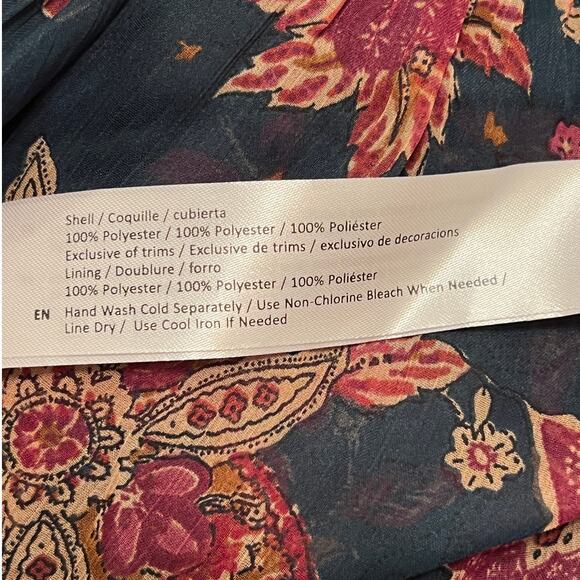 Shell / Coquille / cubierta
100% Polyester / 100% Polyester / 100% Poliéster
Exclusive of trims / Exclusive de trims / exclusivo de decoracions
Lining / Doublure / forro
100% Polyester / 100% Polyester / 100% Poliéster
EN Hand Wash Cold Separately / Use Non-Chlorine Bleach When Needed /
Line Dry / Use Cool Iron If Needed